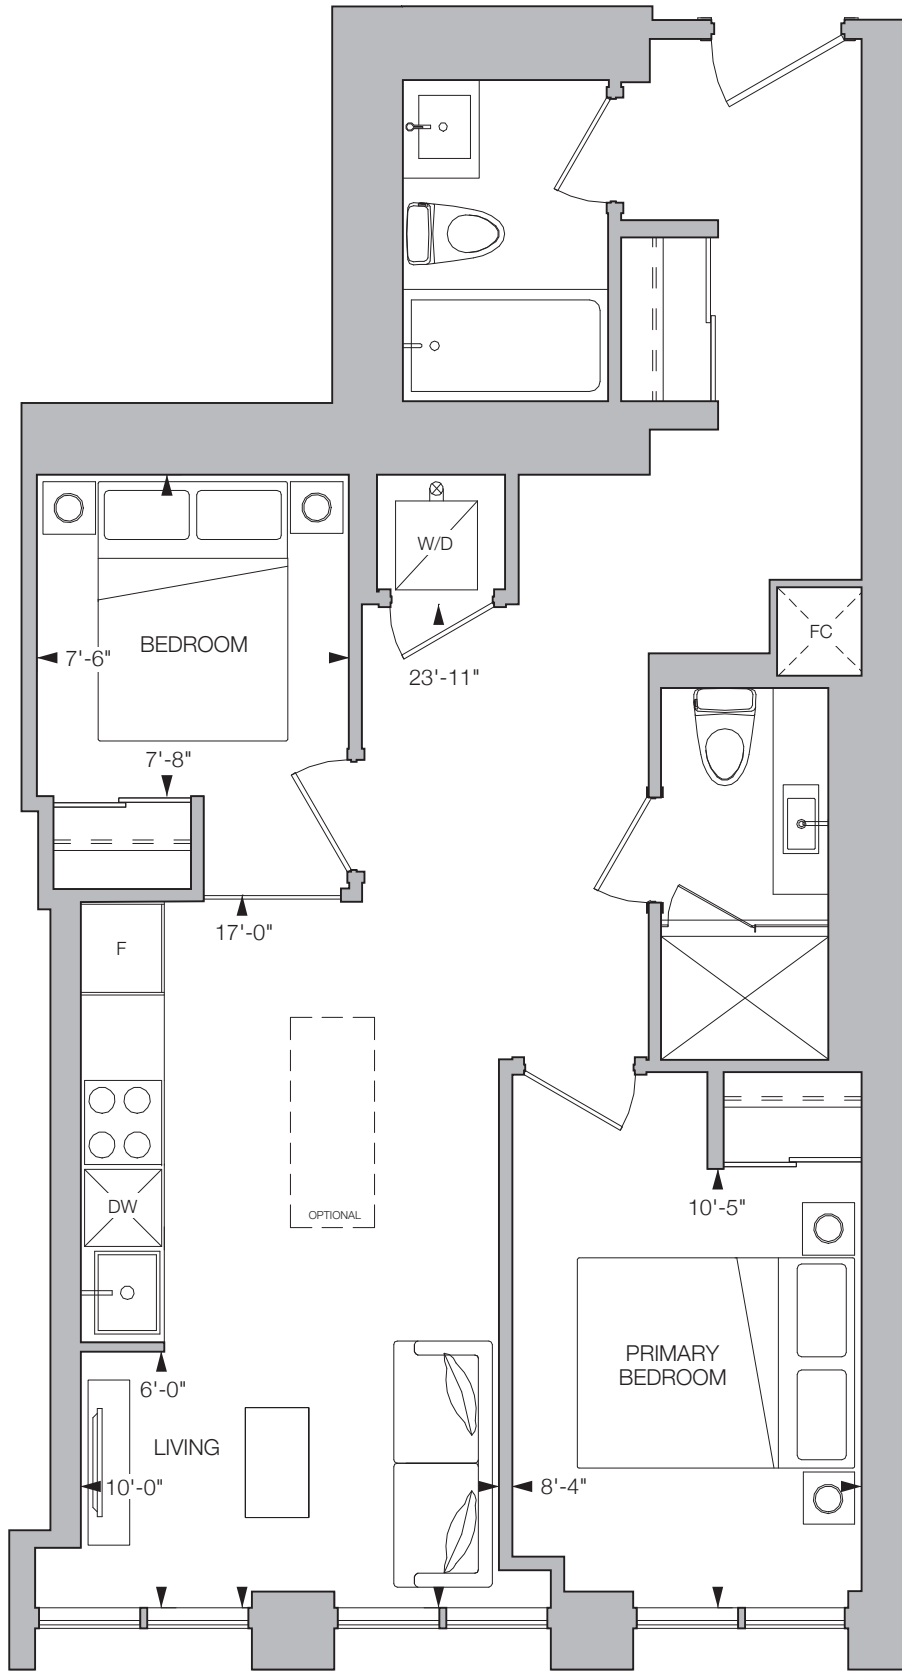 W/D
BEDROOM
7'-6"
FC
23'-11"
7'-8"
17'-0"
F
DW
OPTIONAL
10'-5"
PRIMARY
BEDROOM
6'-0"
LIVING
10'-0"
8'-4"